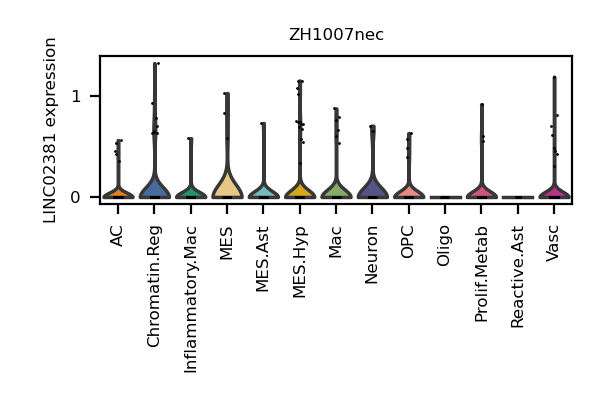 ZH1007nec
LINC02381 expression
1
0
AC
Chromatin.Reg
Inflammatory.Mac
MES
MES.Ast
MES.Hyp
Mac
Neuron
OPC
Oligo
Prolif.Metab
Reactive.Ast
Vasc